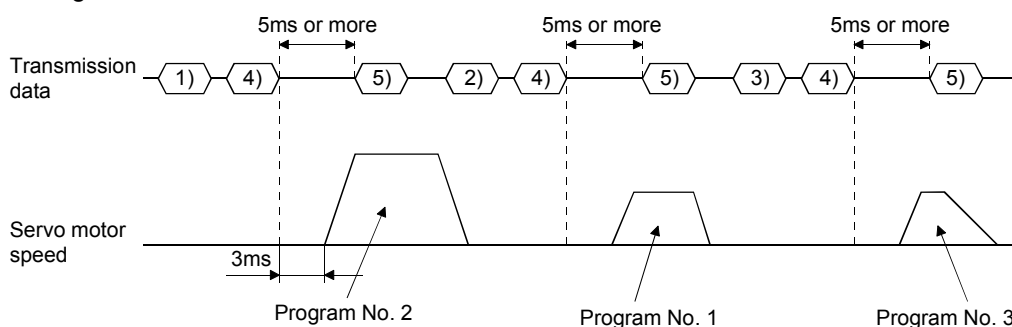 5ms or more 5ms or more 5ms or more
Transmission
data
1) 4) 5) 2) 4) 5) 3) 4) 5)
Servo motor
speed
3ms
Program No. 2 Program No. 1 Program No. 3